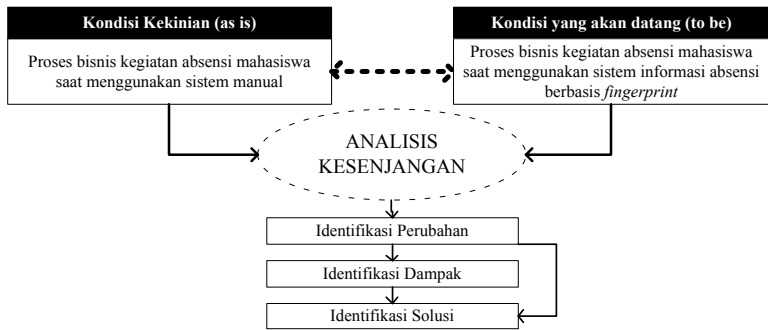 Kondisi Kekinian (as is)
Proses bisnis kegiatan absensi mahasiswa
saat menggunakan sistem manual
Kondisi yang akan datang (to be)
Proses bisnis kegiatan absensi mahasiswa
saat menggunakan sistem informasi absensi
berbasis fingerprint
ANALISIS
KESENJANGAN
Identifikasi Perubahan
Identifikasi Dampak
Identifikasi Solusi